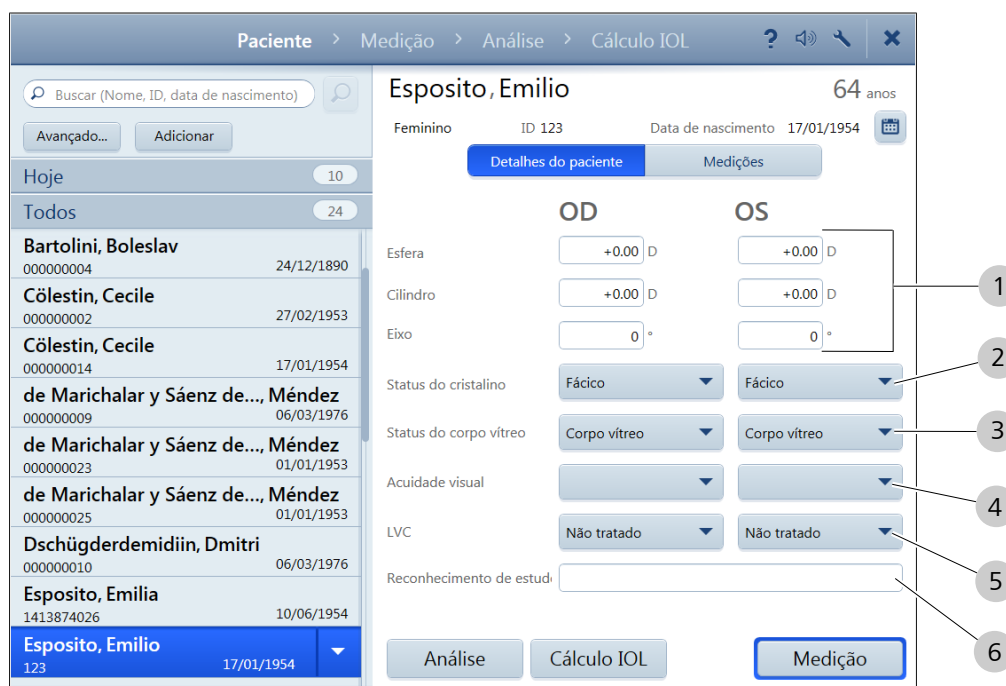 Paciente > Medição > Análise > Cálculo IOL ?
Buscar (Nome, ID, data de nascimento)
Avançado... Adicionar
Hoje 10
Todos 24
Bartolini, Boleslav
000000004 24/12/1890
Cölestin, Cecile
000000002 27/02/1953
Cölestin, Cecile
000000014 17/01/1954
de Marichalar y Sáenz de..., Méndez
000000009 06/03/1976
de Marichalar y Sáenz de..., Méndez
000000023 01/01/1953
de Marichalar y Sáenz de..., Méndez
000000025 01/01/1953
Dschügderdemidiin, Dmitri
000000010 06/03/1976
Esposito, Emilia
1413874026 10/06/1954
Esposito, Emilio
123 17/01/1954
Esposito, Emilio 64 anos
Feminino ID 123 Data de nascimento 17/01/1954
Detalhes do paciente Medições
OD OS
Esfera +0.00 D +0.00 D
1
Cilindro +0.00 D +0.00 D
Eixo 0 ° 0 °
2
Status do cristalino Fácico Fácico
Status do corpo vítreo Corpo vítreo Corpo vítreo 3
Acuidade visual
4
LVC Não tratado Não tratado
5
Reconhecimento de estud
6
Análise Cálculo IOL Medição